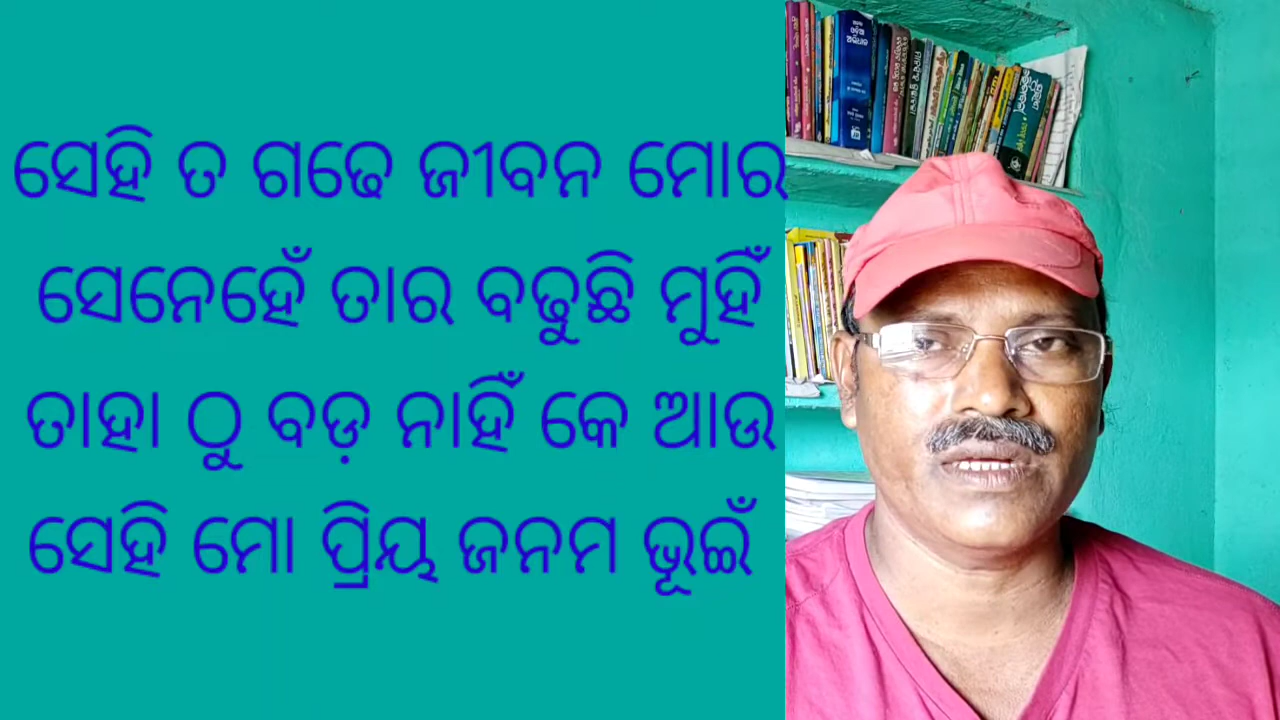 ସେହି ତ ଗଢେ ଜୀବନ ମୋର
ସେନେହେଁ ତାର ବଢୁଛି ମୁହିଁ
ତାହା ଠୁ ବଡ଼ ନାହିଁ କେ ଆଉ
ସେହି ମୋ ପ୍ରିୟ ଜନମ ଭୂଇଁ